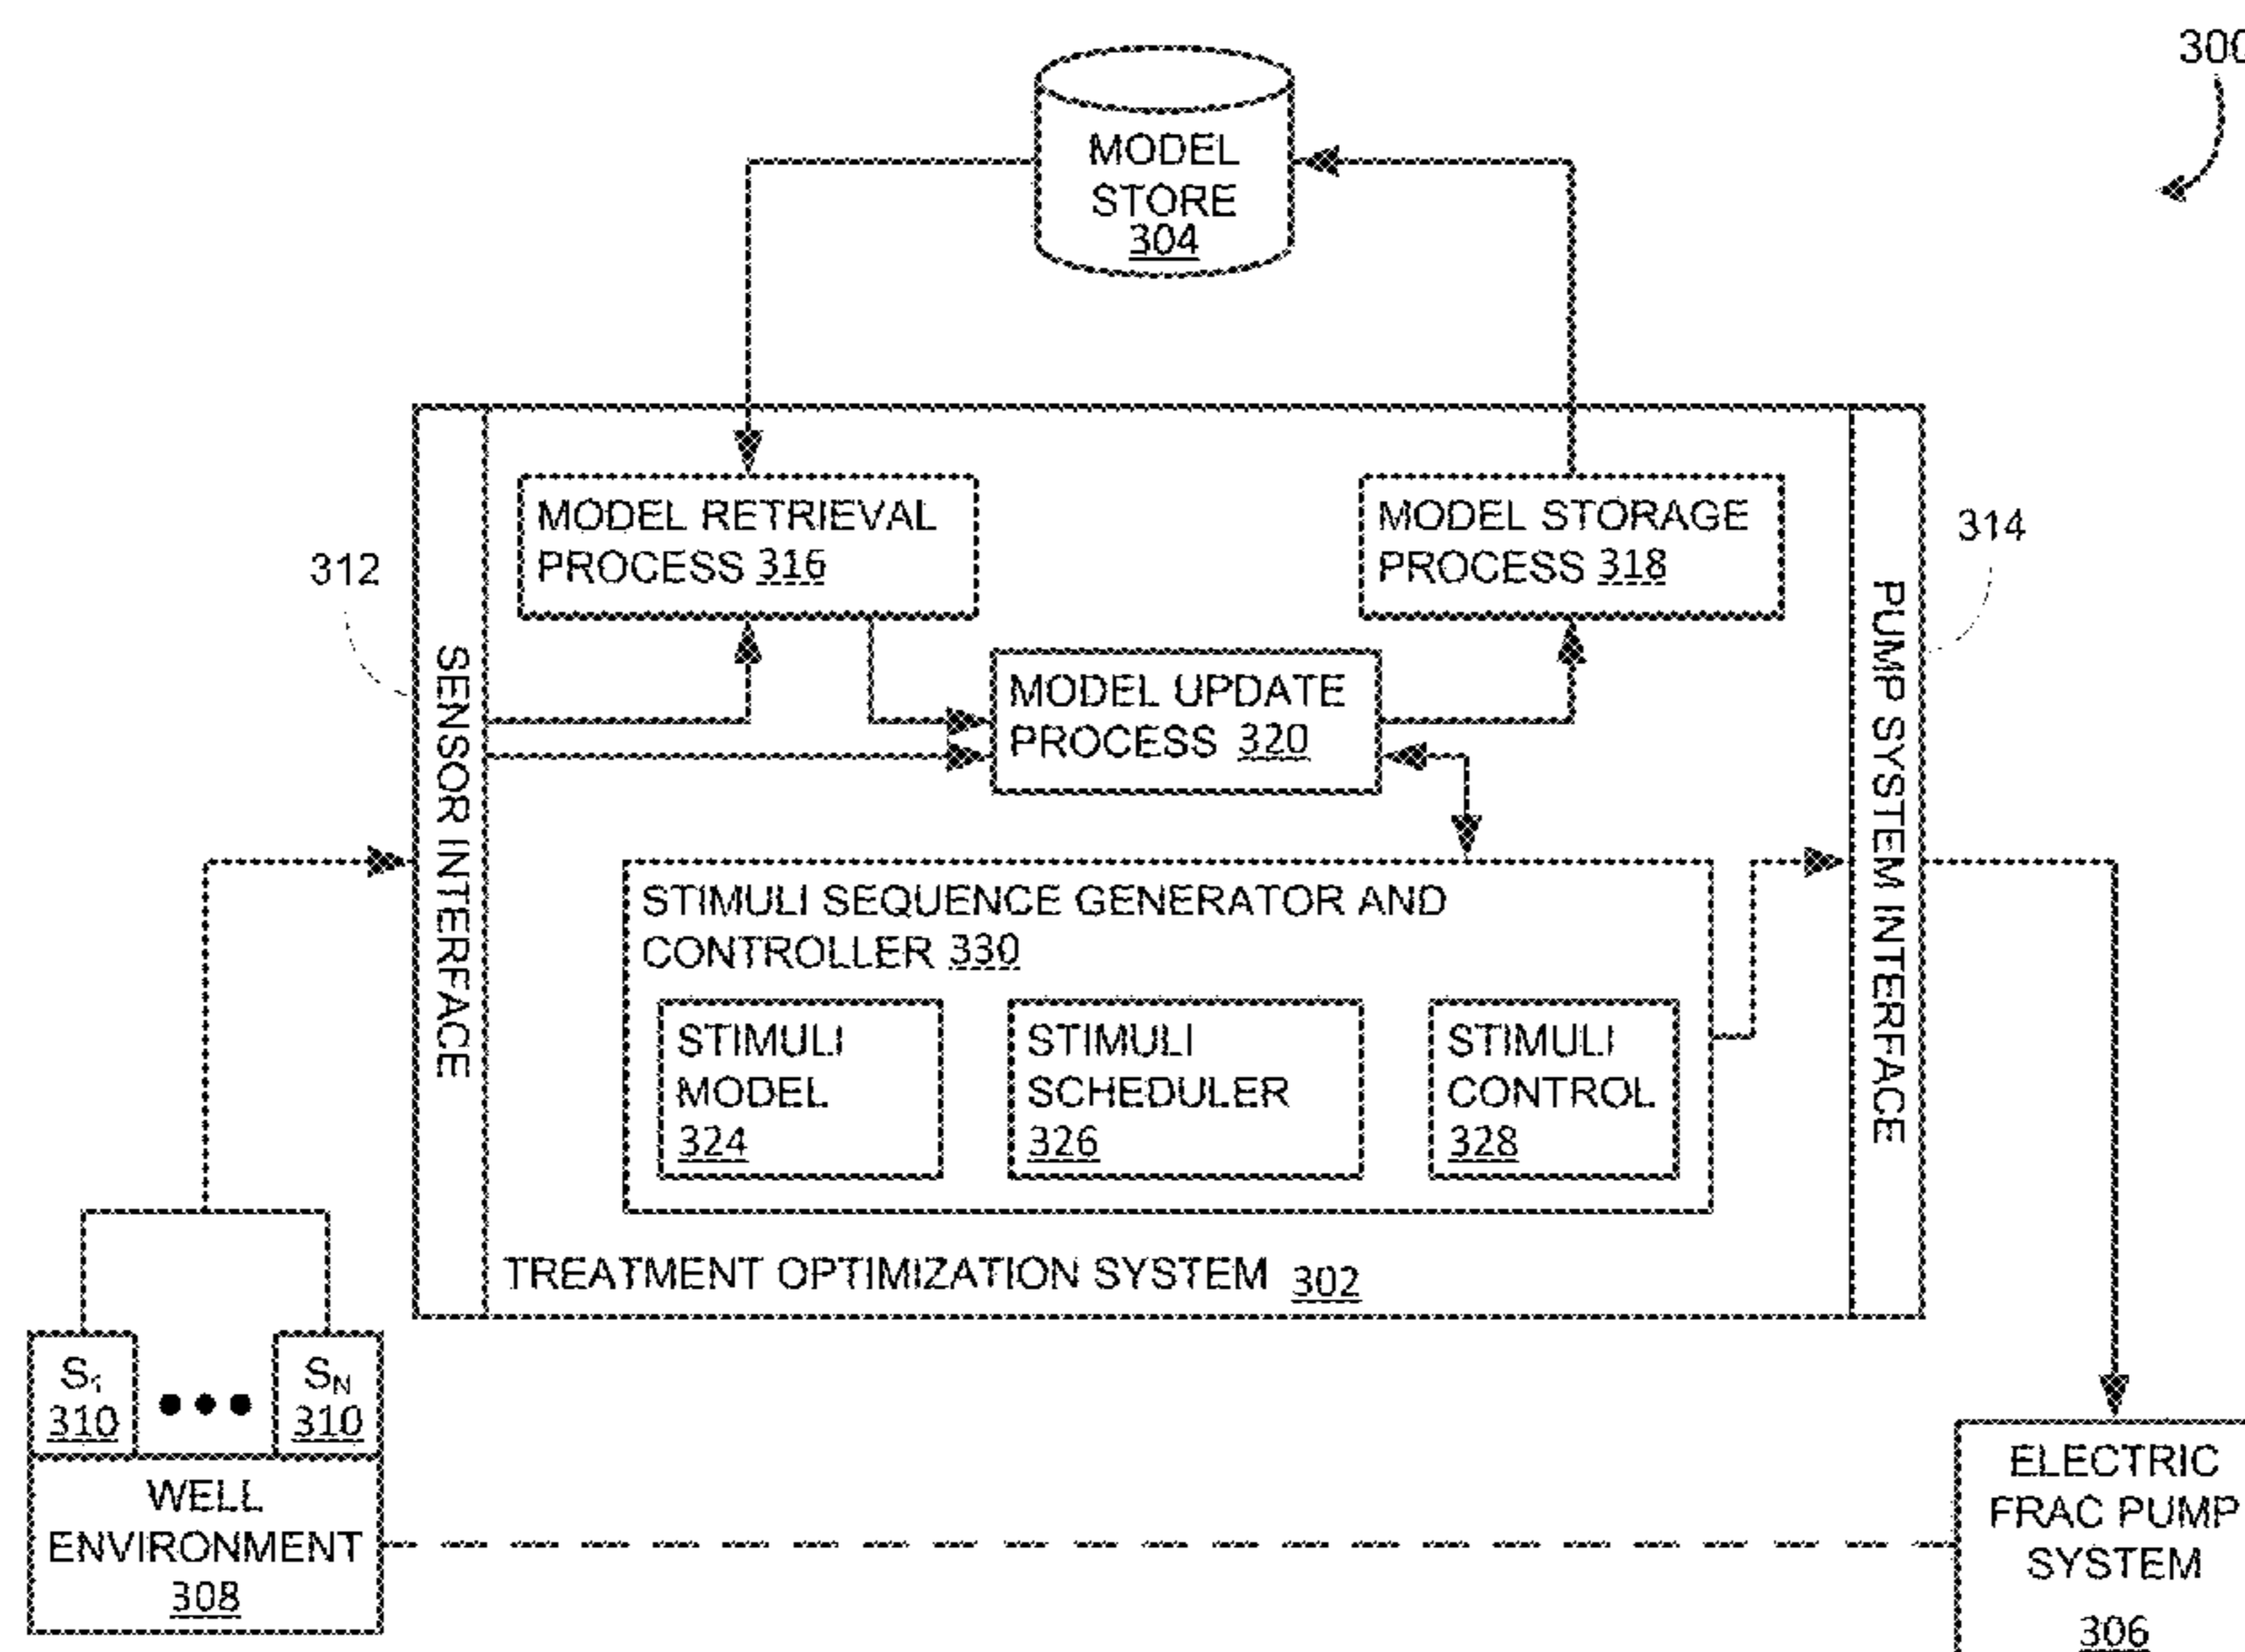 300
MODEL
STORE
304
MODEL RETRIEVAL
PROCESS 316
MODEL STORAGE
PROCESS 318
312
314
SENSOR INTERFACE
MODEL UPDATE
PROCESS 320
PUMP SYSTEM INTERFACE
STIMULI SEQUENCE GENERATOR AND
CONTROLLER 330
STIMULI
MODEL
324
STIMULI
SCHEDULER
326
STIMULI
CONTROL
328
TREATMENT OPTIMIZATION SYSTEM 302
S1
310
SN
310
WELL
ENVIRONMENT
308
ELECTRIC
FRAC PUMP
SYSTEM
306